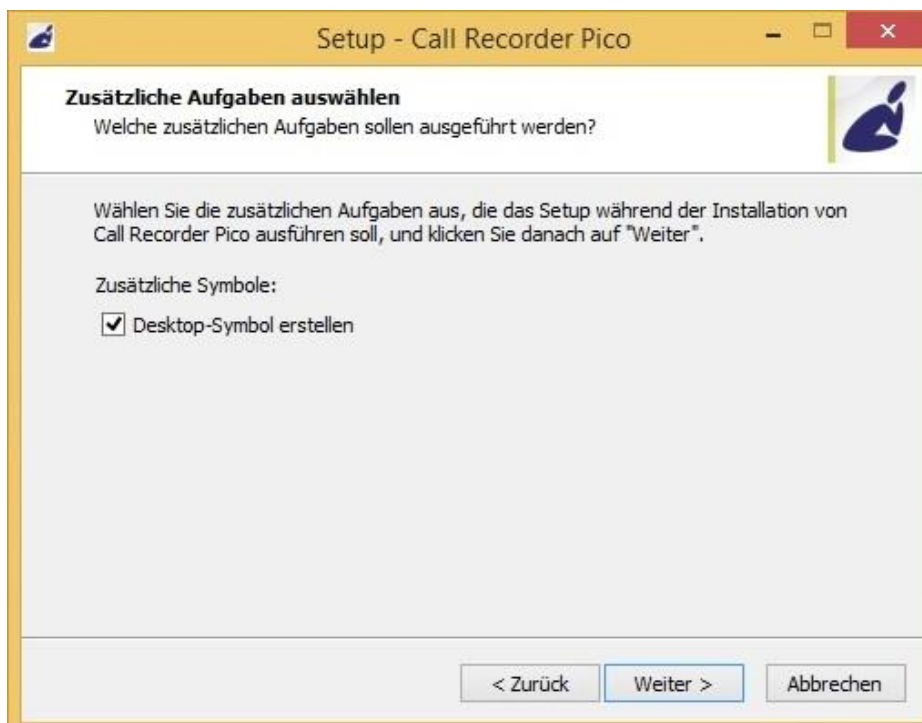 Setup - Call Recorder Pico
Zusätzliche Aufgaben auswählen
Welche zusätzlichen Aufgaben sollen ausgeführt werden?
Wählen Sie die zusätzlichen Aufgaben aus, die das Setup während der Installation von
Call Recorder Pico ausführen soll, und klicken Sie danach auf "Weiter".
Zusätzliche Symbole:
Desktop-Symbol erstellen
< Zurück
Weiter >
Abbrechen